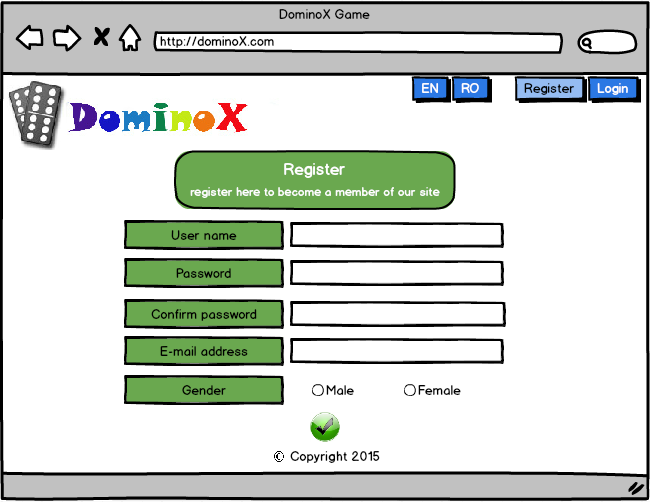 DominoX Game
http://dominoX.com
EN RO Register Login
DominoX
Register
register here to become a member of our site
User name
Password
Confirm password
E-mail address
Gender Male Female
© Copyright 2015